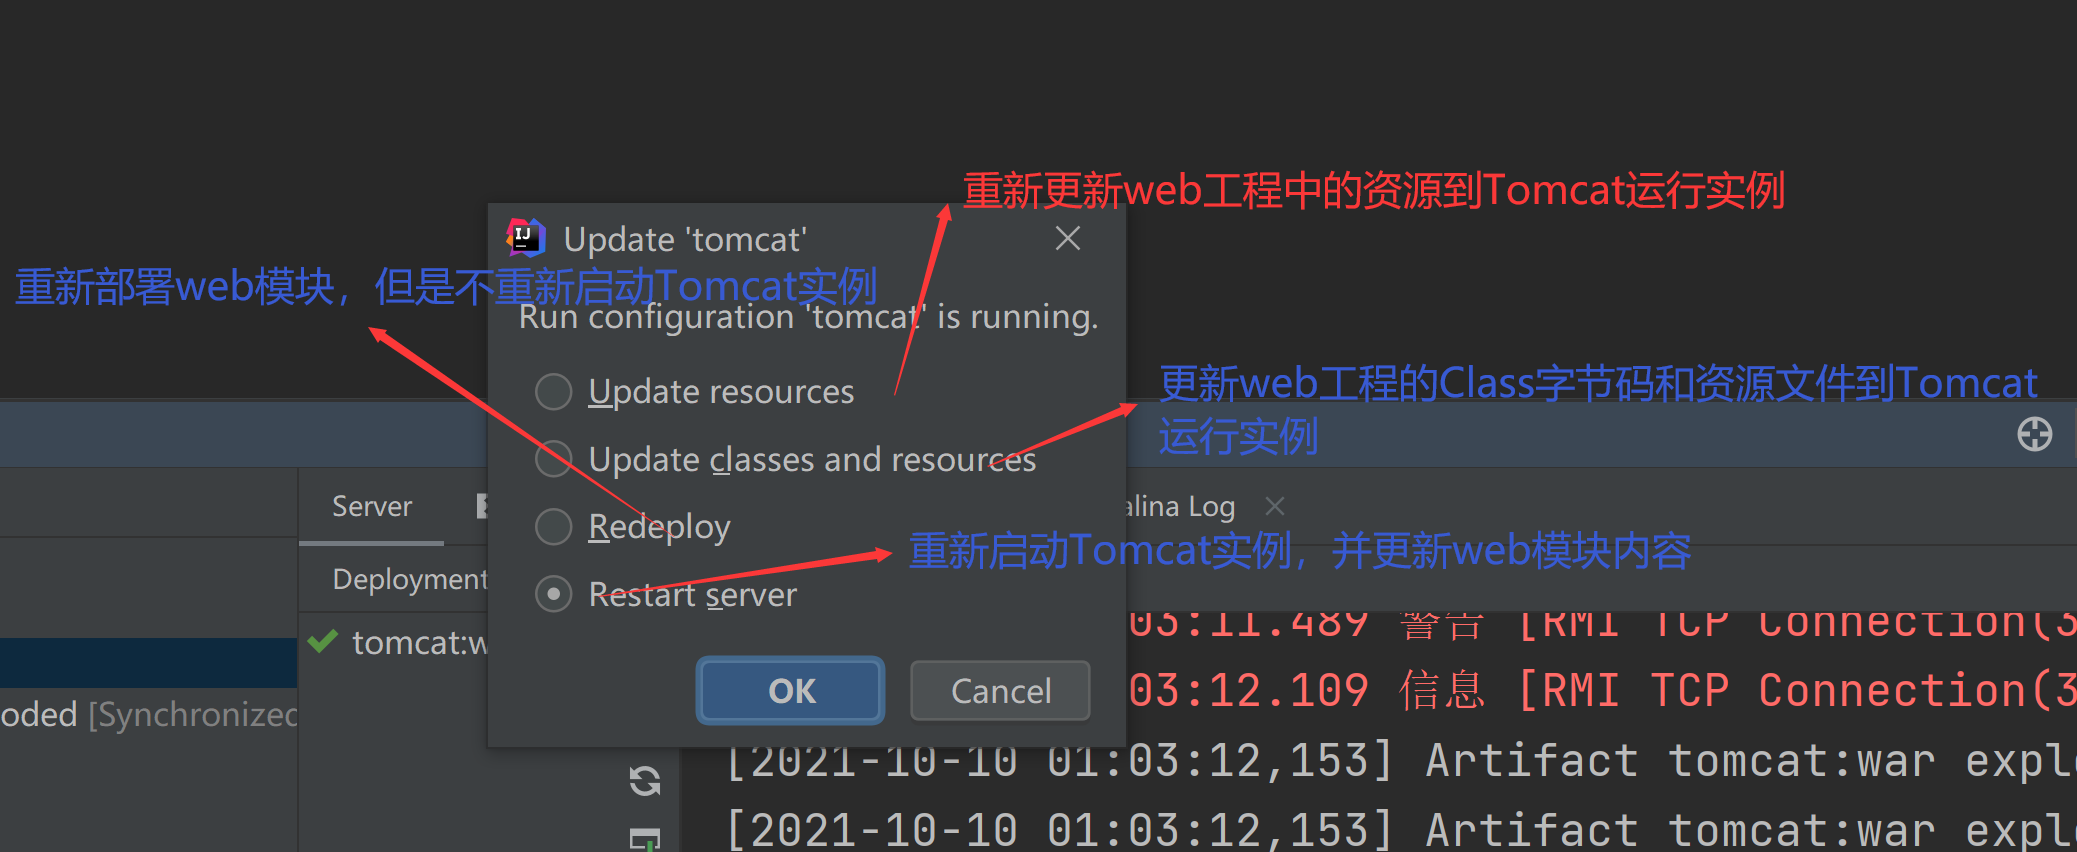 重新更新web工程中的资源到Tomcat运行实例
IJ
Update 'tomcat'
重新部署web模块，但是不重新启动Tomcat实例
Run configuration 'tomcat' is running.
Update resources
更新web工程的Class字节码和资源文件到Tomcat
运行实例
Update classes and resources
Server
alina Log
Redeploy
重新启动Tomcat实例，并更新web模块内容
Deployment
Restart server
03:11.489 警告 [RMI TCP Connection(3
tomcat:w
OK
Cancel
03:12.109 信息 [RMI TCP Connection(3
oded [Synchronized
[2021-10-10 01:03:12,153] Artifact tomcat:war explo
[2021-10-10 01:03:12,153] Artifact tomcat:war explo